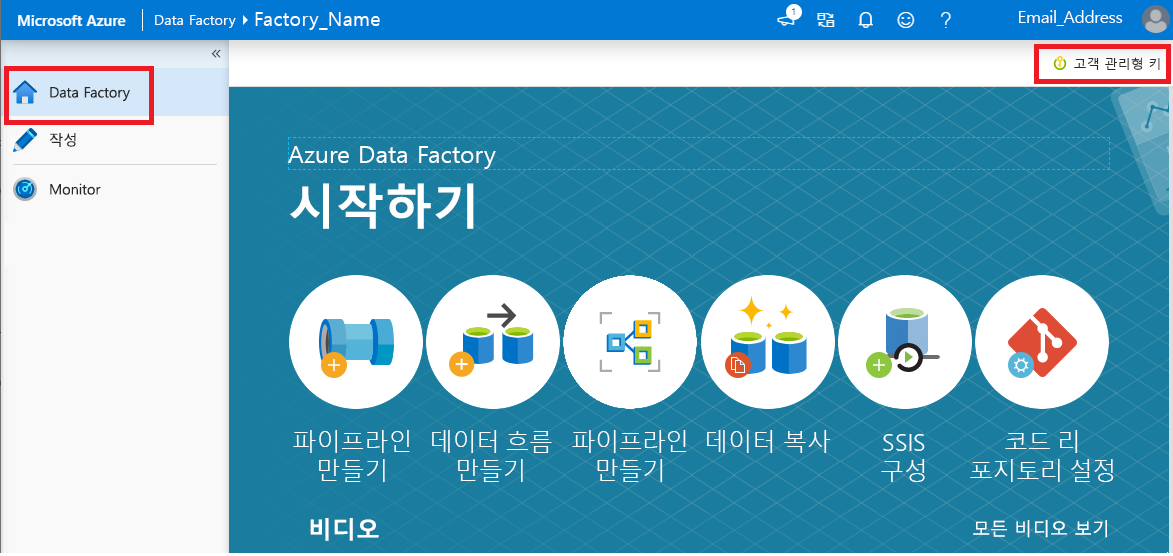 Microsoft Azure
Data Factory
Factory_Name
1
?
Email_Address
«
고객 관리형 키
Data Factory
작성
Monitor
Azure Data Factory
시작하기
파이프라인
만들기
데이터 흐름
만들기
파이프라인
만들기
데이터 복사
SSIS
구성
코드 리
포지토리 설정
비디오
모든 비디오 보기